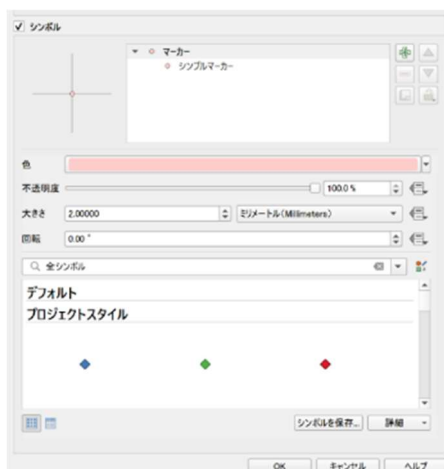 シンボル
マーカー
シンプルマーカー
色
不透明度 100.0 %
大きさ 2.00000 ミリメートル(Millimeters)
回転 0.00 °
全シンボル
デフォルト
プロジェクトスタイル
シンボルを保存... 詳細
OK キャンセル ヘルプ